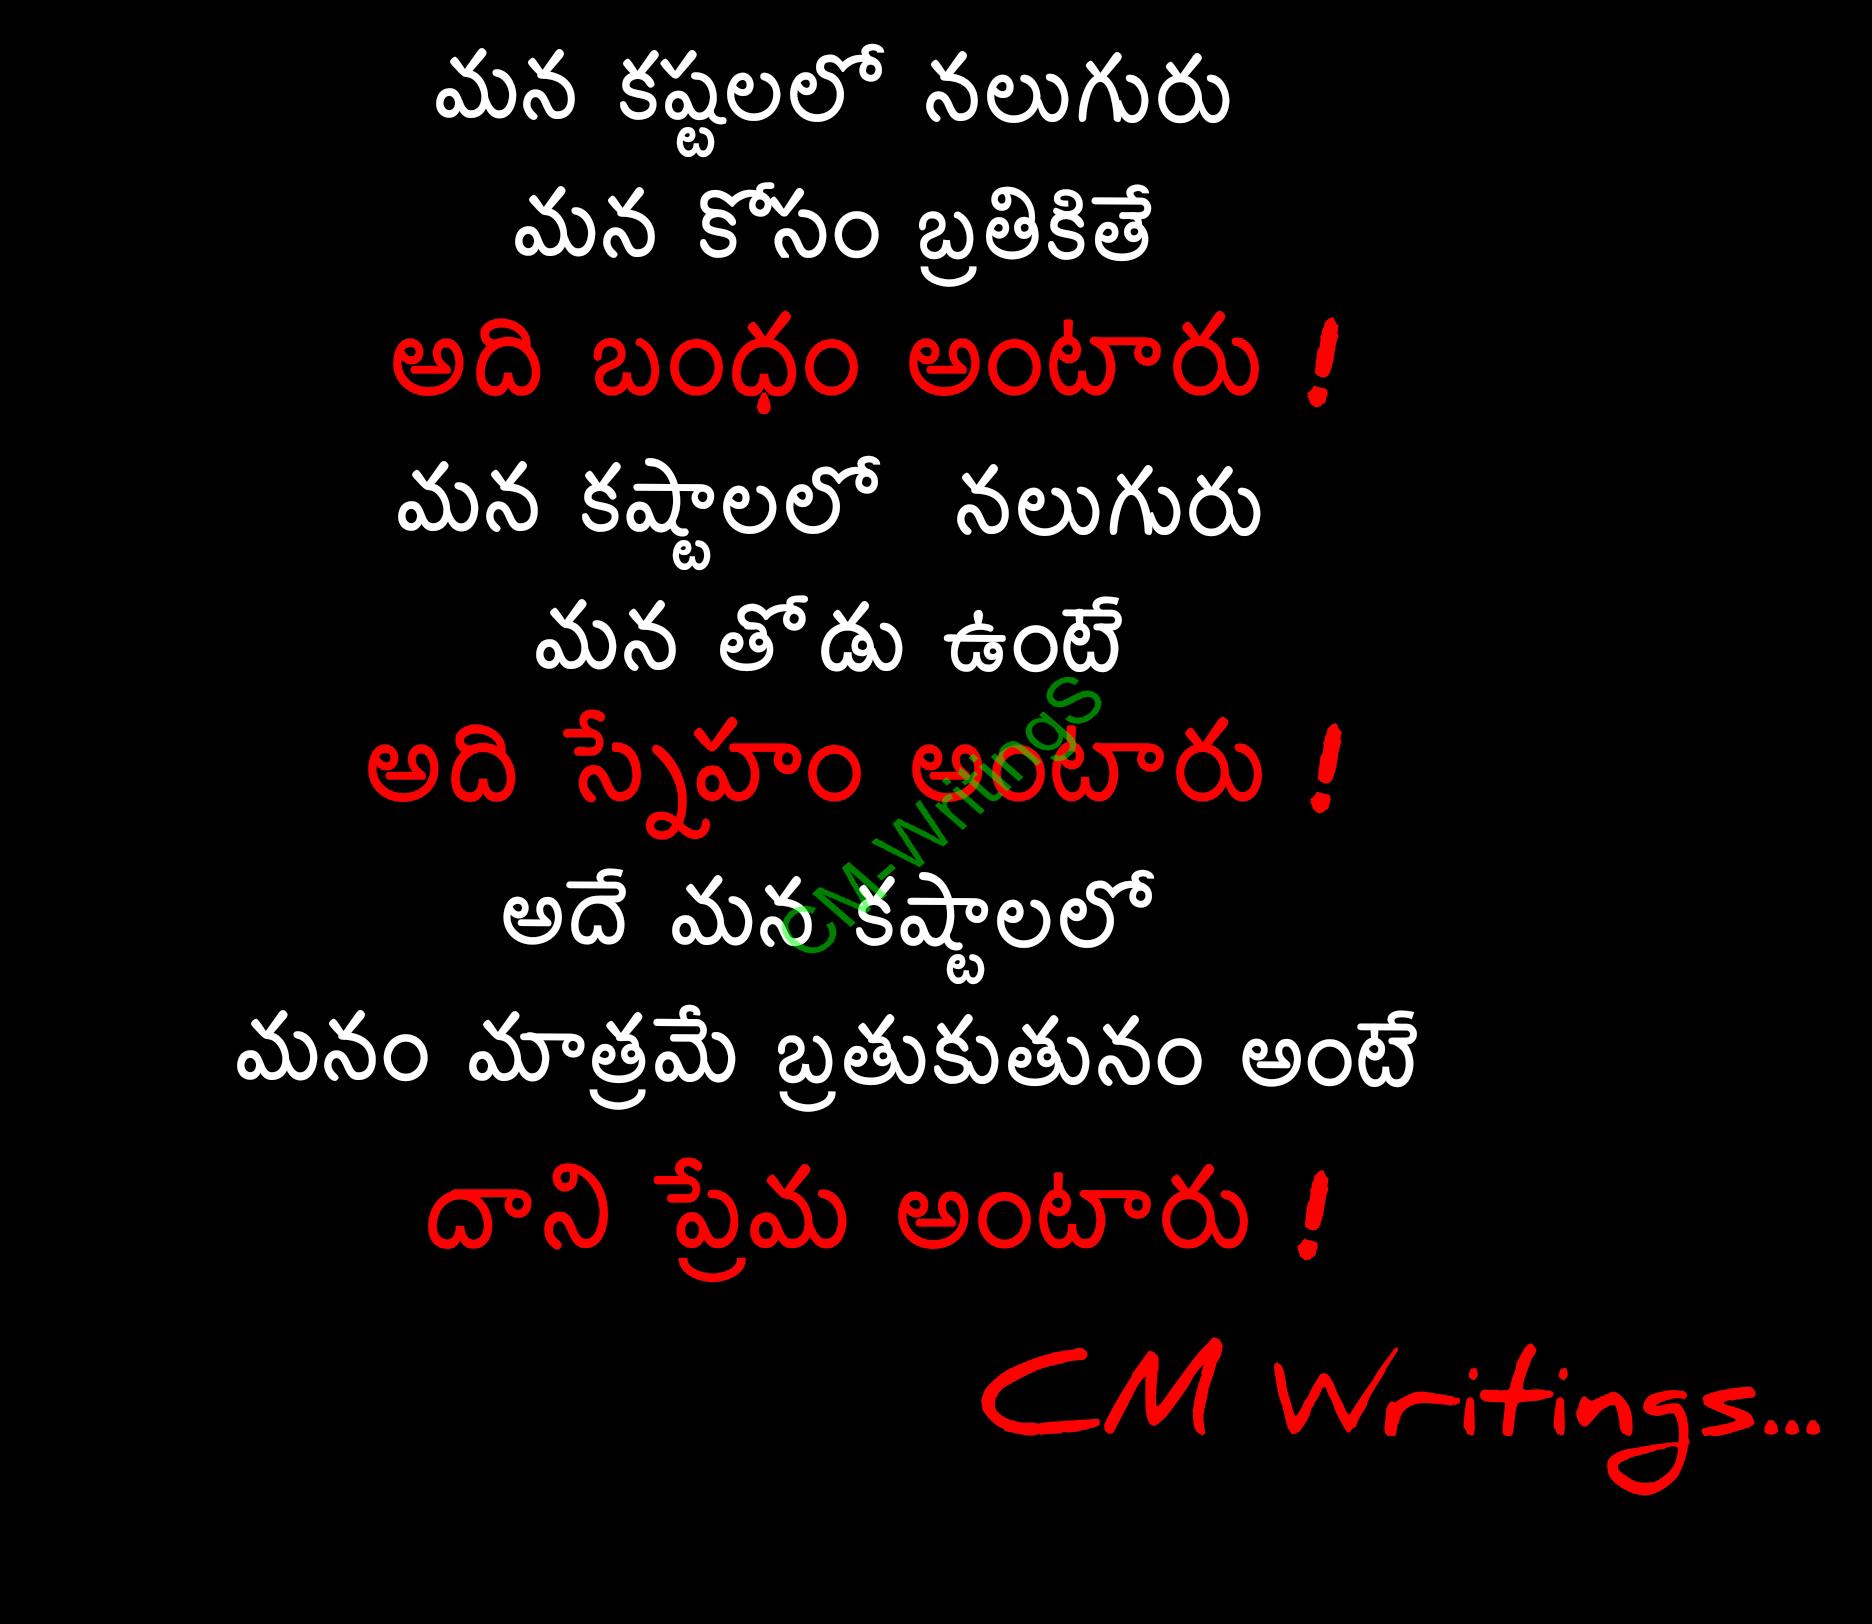 మన కష్టలలో నలుగురు
మన కోసం బ్రతికితే
అది బంధం అంటారు !
మన కష్టాలలో నలుగురు
మన తోడు ఉంటే
అది స్నేహం అంటారు !
CM-WritingS
అదే మన కష్టాలలో
మనం మాత్రమే బ్రతుకుతునం అంటే
దాని ప్రేమ అంటారు !
CM Writings...